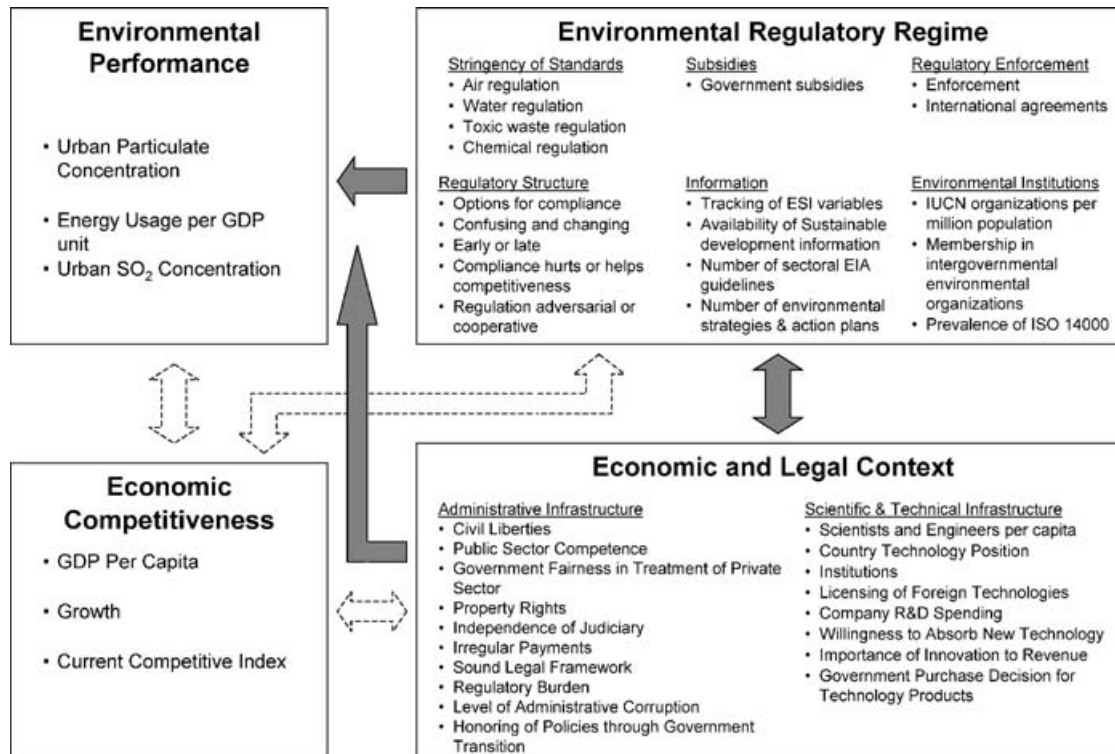 Environmental
Performance
• Urban Particulate
Concentration
• Energy Usage per GDP
unit
• Urban SO2 Concentration
Environmental Regulatory Regime
Stringency of Standards
• Air regulation
• Water regulation
• Toxic waste regulation
• Chemical regulation
Subsidies
• Government subsidies
Regulatory Enforcement
• Enforcement
• International agreements
Regulatory Structure
• Options for compliance
• Confusing and changing
• Early or late
• Compliance hurts or helps
competitiveness
• Regulation adversarial or
cooperative
Information
• Tracking of ESI variables
• Availability of Sustainable
development information
• Number of sectoral EIA
guidelines
• Number of environmental
strategies & action plans
Environmental Institutions
• IUCN organizations per
million population
• Membership in
intergovernmental
environmental
organizations
• Prevalence of ISO 14000
Economic
Competitiveness
• GDP Per Capita
• Growth
• Current Competitive Index
Economic and Legal Context
Administrative Infrastructure
• Civil Liberties
• Public Sector Competence
• Government Fairness in Treatment of Private
Sector
• Property Rights
• Independence of Judiciary
• Irregular Payments
• Sound Legal Framework
• Regulatory Burden
• Level of Administrative Corruption
• Honoring of Policies through Government
Transition
Scientific & Technical Infrastructure
• Scientists and Engineers per capita
• Country Technology Position
• Institutions
• Licensing of Foreign Technologies
• Company R&D Spending
• Willingness to Absorb New Technology
• Importance of Innovation to Revenue
• Government Purchase Decision for
Technology Products